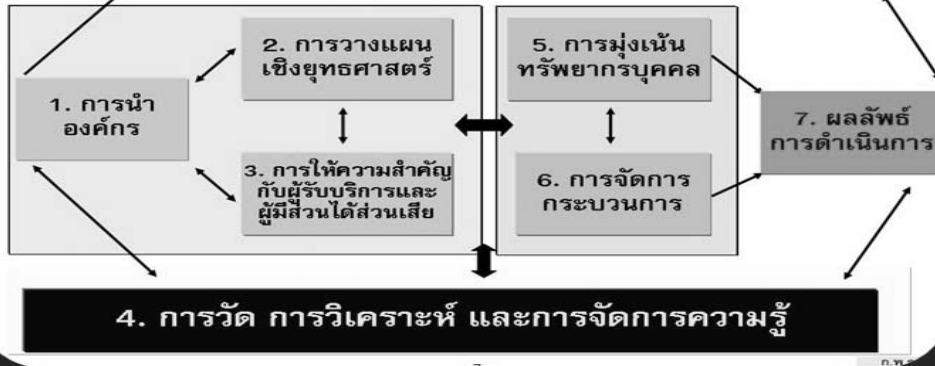 1. การนำ
องค์กร
2. การวางแผน
เชิงยุทธศาสตร์
3. การให้ความสำคัญ
กับผู้รับบริการและ
ผู้มีส่วนได้ส่วนเสีย
5. การมุ่งเน้น
ทรัพยากรบุคคล
6. การจัดการ
กระบวนการ
7. ผลลัพธ์
การดำเนินการ
4. การวัด การวิเคราะห์ และการจัดการความรู้